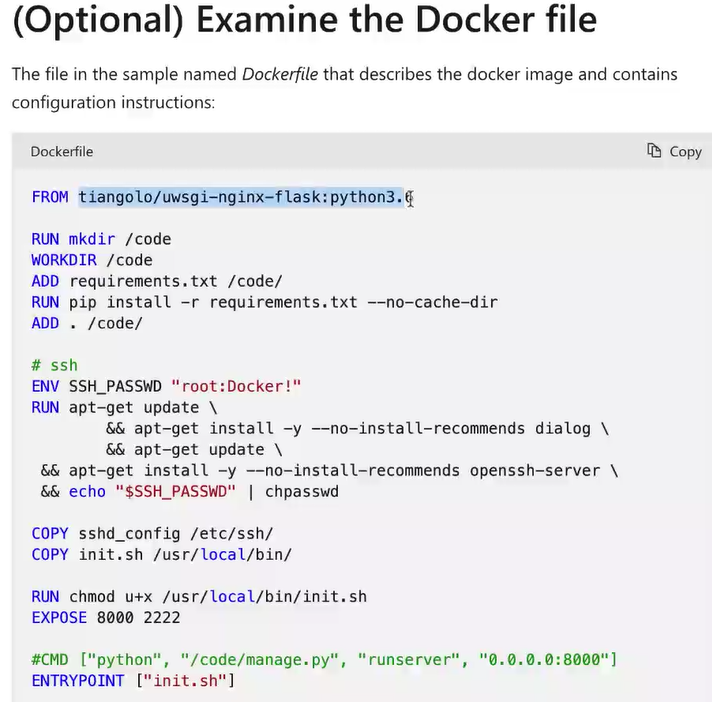 (Optional) Examine the Docker file
The file in the sample named Dockerfile that describes the docker image and contains
configuration instructions:
Dockerfile
Copy
FROM tiangolo/uwsgi-nginx-flask:python3.6
RUN mkdir /code
WORKDIR /code
ADD requirements.txt /code/
RUN pip install -r requirements.txt --no-cache-dir
ADD . /code/
# ssh
ENV SSH_PASSWD "root:Docker!"
RUN apt-get update \
        && apt-get install -y --no-install-recommends dialog \
        && apt-get update \
 && apt-get install -y --no-install-recommends openssh-server \
 && echo "$SSH_PASSWD" | chpasswd
COPY sshd_config /etc/ssh/
COPY init.sh /usr/local/bin/
RUN chmod u+x /usr/local/bin/init.sh
EXPOSE 8000 2222
#CMD ["python", "/code/manage.py", "runserver", "0.0.0.0:8000"]
ENTRYPOINT ["init.sh"]